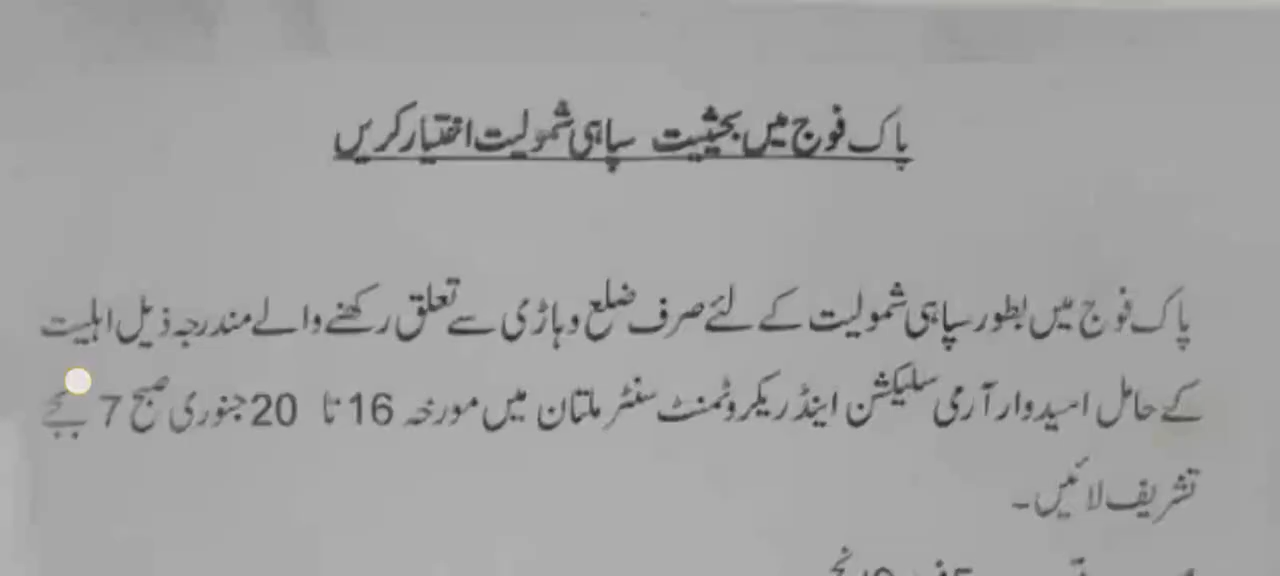 پاک فوج میں بحیثیت سپاہی شمولیت اختیار کریں
پاک فوج میں بطور سپاہی شمولیت کے لئے صرف ضلع وہاڑی سے تعلق رکھنے والے مندرجہ ذیل اہلیت
کے حامل امیدوار آرمی سلیکشن اینڈ ریکروٹمنٹ سنٹر ملتان میں مورخہ 16 تا 20 جنوری صبح 7 بجے
تشریف لائیں۔